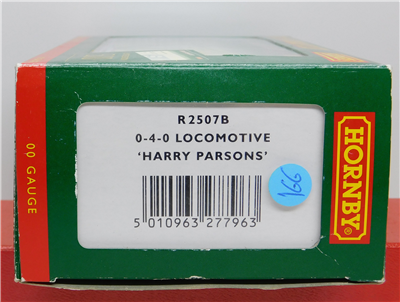 R2507B
0-4-0 LOCOMOTIVE
‘HARRY PARSONS’
5 010963 277963
166
00 GAUGE
HORNBY